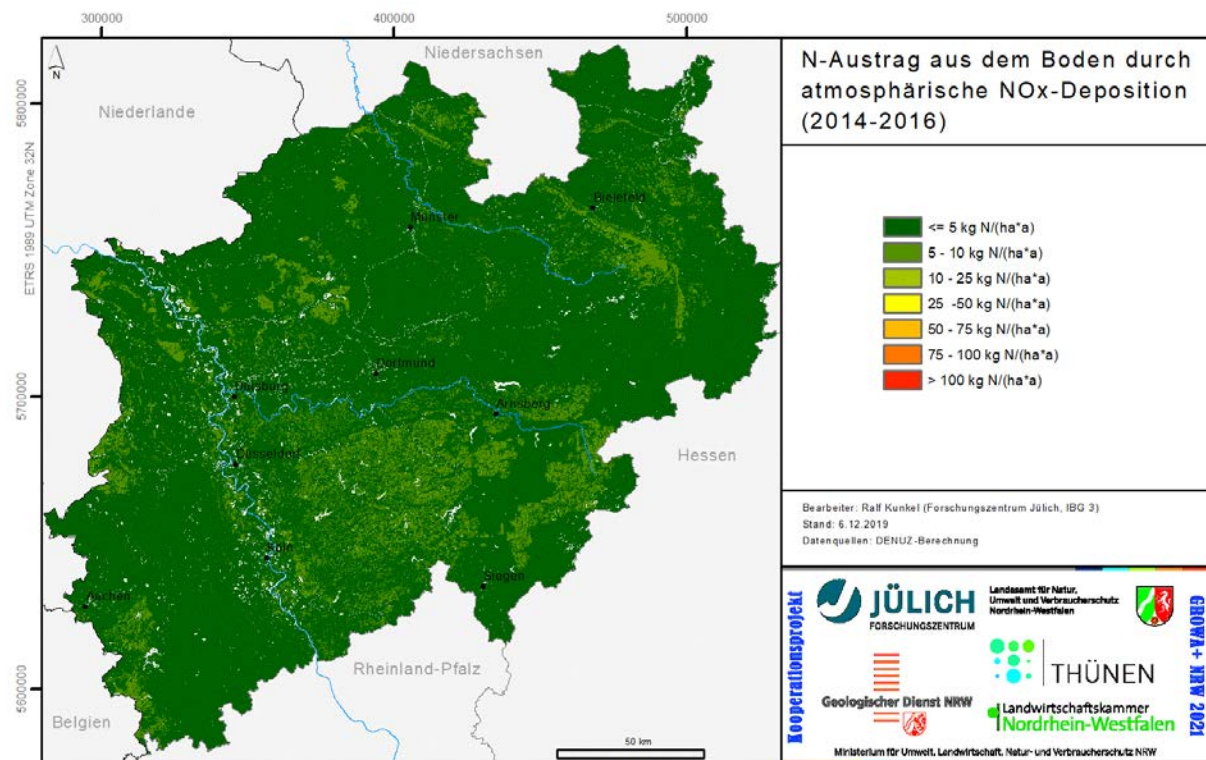 300000
400000
500000
N
Niedersachsen
Niederlande
5800000
5700000
5600000
ETRS 1989 UTM Zone 32N
Bielefeld
Münster
Dortmund
Duisburg
Arnsberg
Düsseldorf
Hessen
Köln
Siegen
Aachen
Rheinland-Pfalz
Belgien
50 km
N-Austrag aus dem Boden durch
atmosphärische NOx-Deposition
(2014-2016)
<= 5 kg N/(ha*a)
5 - 10 kg N/(ha*a)
10 - 25 kg N/(ha*a)
25 -50 kg N/(ha*a)
50 - 75 kg N/(ha*a)
75 - 100 kg N/(ha*a)
> 100 kg N/(ha*a)
Bearbeiter: Ralf Kunkel (Forschungszentrum Jülich, IBG 3)
Stand: 6.12.2019
Datenquellen: DENUZ-Berechnung
Kooperationsprojekt
JÜLICH
FORSCHUNGSZENTRUM
Landesamt für Natur,
Umwelt und Verbraucherschutz
Nordrhein-Westfalen
THÜNEN
Geologischer Dienst NRW
Landwirtschaftskammer
Nordrhein-Westfalen
GROWA+ NRW 2021
Ministerium für Umwelt, Landwirtschaft, Natur- und Verbraucherschutz NRW